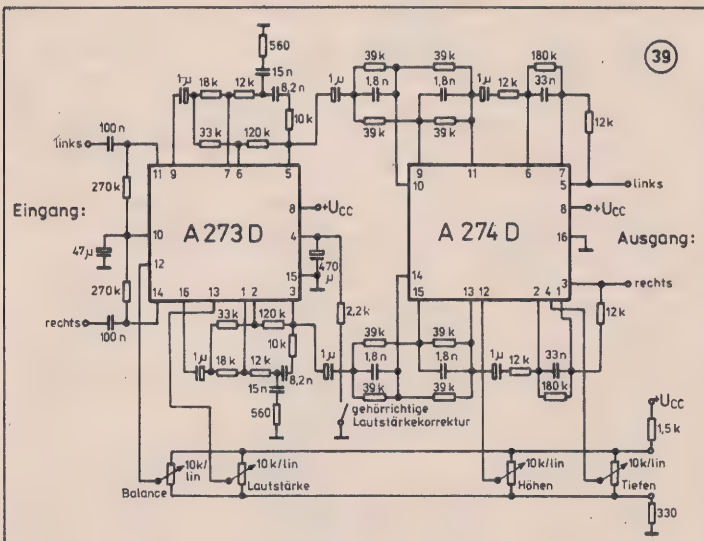 39
560
15n
1µ 18k 12k 8,2n
10k
33k 120k
39k 39k
1µ 1,8n 1,8n 1µ 12k
39k 39k
180k
33n
12k
100n
links
11 9 7 6 5
9 11 6 7
10 5 links
270k
8 +UCC
8 +UCC
Eingang:
10 A273D 4
A274D 16 Ausgang:
47µ
12
470µ
15
14 3 rechts
270k
14 16 13 1 2 3
15 13 12 2 4 1
rechts
100n
2,2k
12k
33k 120k
10k
1µ 18k 12k 8,2n
15n
560
1µ
39k 39k
1,8n 1,8n
39k 39k
1µ 12k 33n
180k
gehörrichtige
Lautstärkekorrektur
+UCC
1,5k
10k/lin
Balance
10k/lin
Lautstärke
10k/lin
Höhen
10k/lin
Tiefen
330